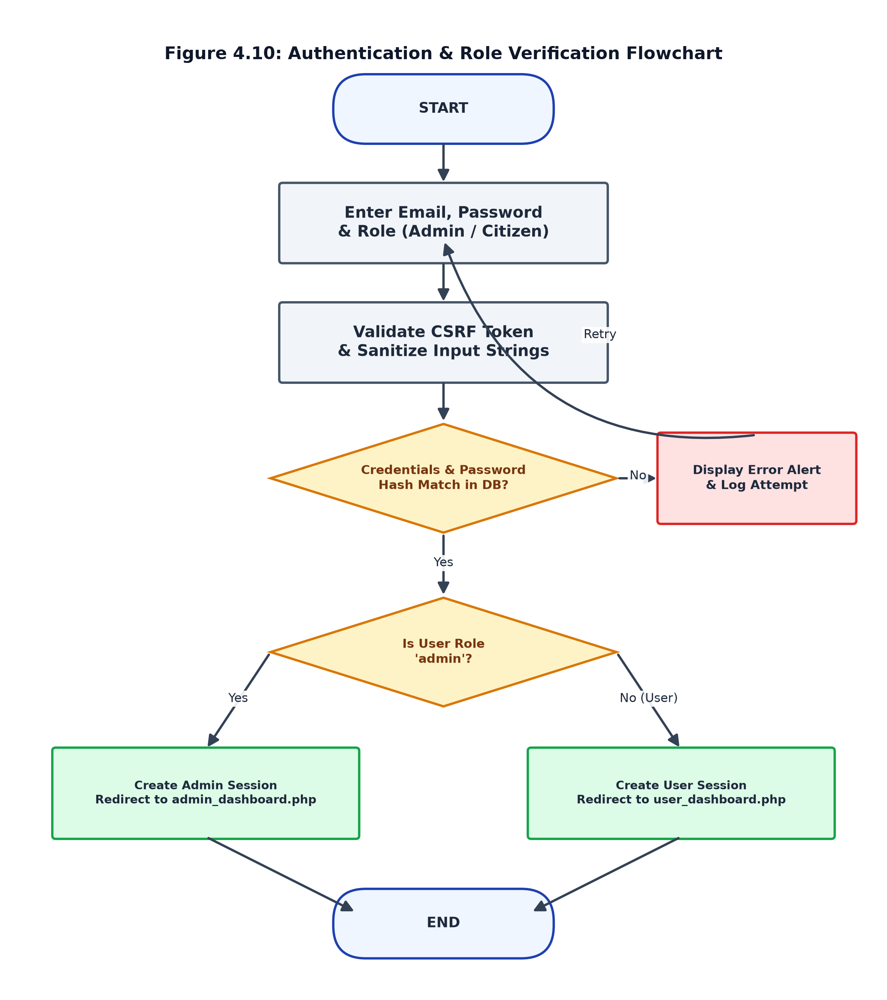 Figure 4.10: Authentication & Role Verification Flowchart
START
Enter Email, Password
& Role (Admin / Citizen)
Validate CSRF Token
& Sanitize Input Strings
Retry
Credentials & Password
Hash Match in DB?
No
Display Error Alert
& Log Attempt
Yes
Is User Role
'admin'?
Yes
No (User)
Create Admin Session
Redirect to admin_dashboard.php
Create User Session
Redirect to user_dashboard.php
END